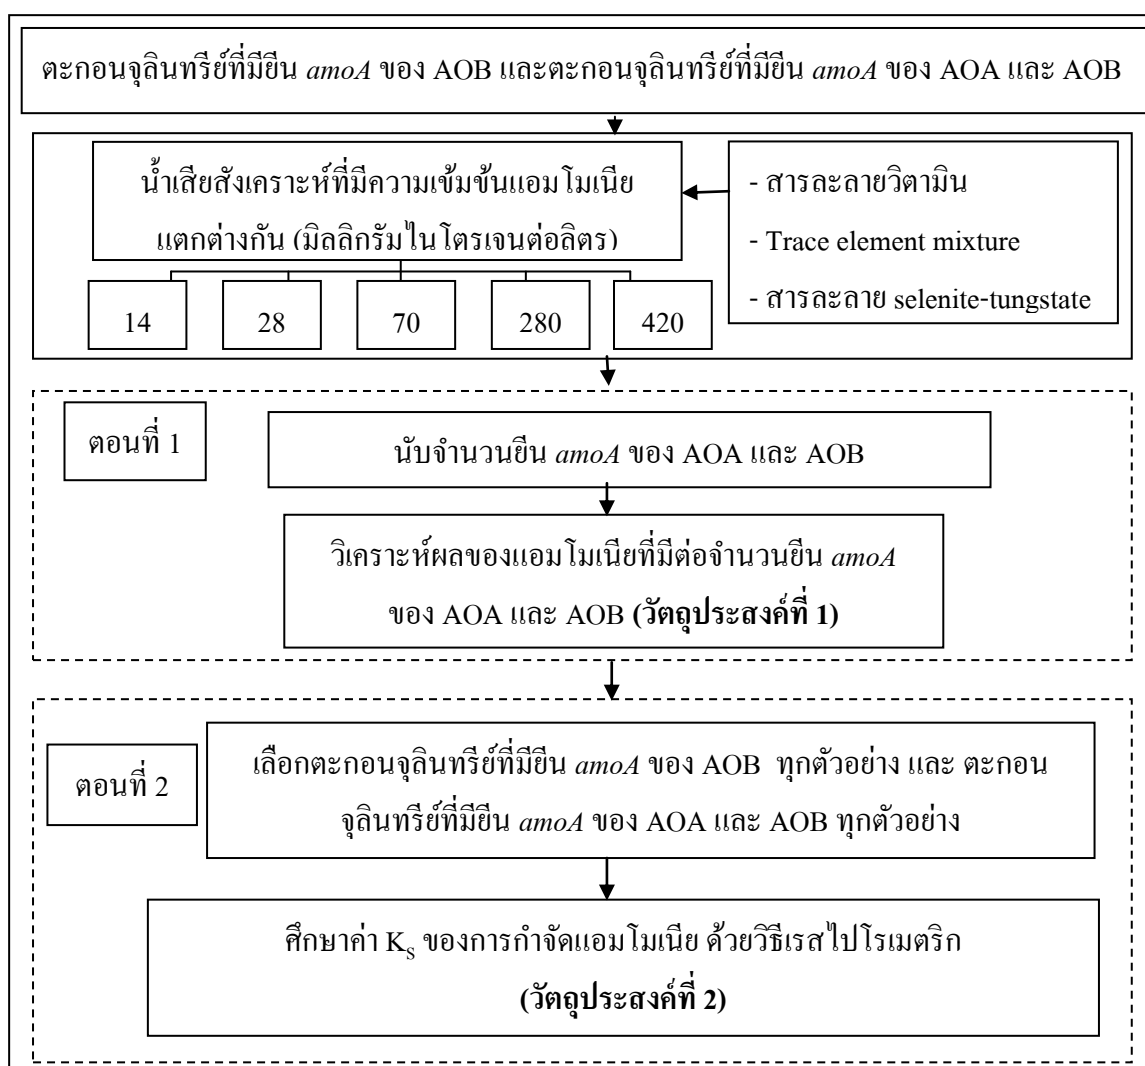 ตะกอนจุลินทรีย์ที่มียีน amoA ของ AOB และตะกอนจุลินทรีย์ที่มียีน amoA ของ AOA และ AOB
น้ำเสียสังเคราะห์ที่มีความเข้มข้นแอมโมเนีย
แตกต่างกัน (มิลลิกรัมไนโตรเจนต่อลิตร)
- สารละลายวิตามิน
- Trace element mixture
- สารละลาย selenite-tungstate
14
28
70
280
420
ตอนที่ 1
นับจำนวนยีน amoA ของ AOA และ AOB
วิเคราะห์ผลของแอมโมเนียที่มีต่อจำนวนยีน amoA
ของ AOA และ AOB (วัตถุประสงค์ที่ 1)
ตอนที่ 2
เลือกตะกอนจุลินทรีย์ที่มียีน amoA ของ AOB ทุกตัวอย่าง และ ตะกอน
จุลินทรีย์ที่มียีน amoA ของ AOA และ AOB ทุกตัวอย่าง
ศึกษาค่า Ks ของการกำจัดแอมโมเนีย ด้วยวิธีเรสไปโรเมตริก
(วัตถุประสงค์ที่ 2)